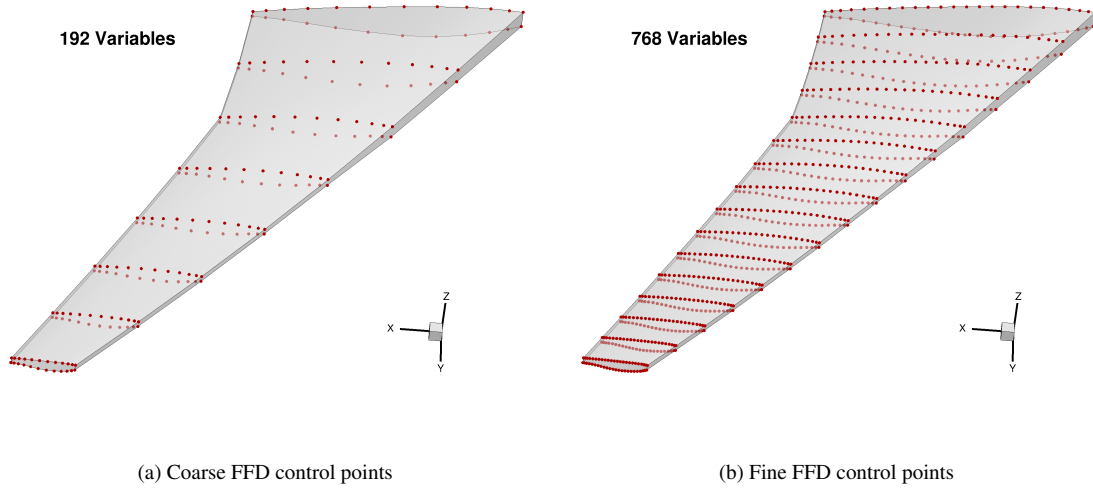 192 Variables
768 Variables
Z
X
Y
Z
X
Y
(a) Coarse FFD control points
(b) Fine FFD control points